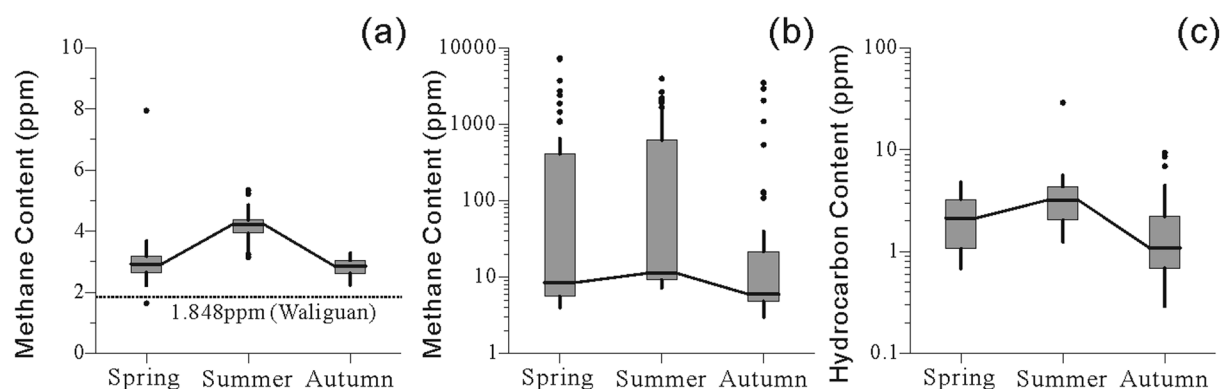 (a)
Methane Content (ppm)
10
8
6
4
2
0
1.848ppm (Waliguan)
Spring Summer Autumn
(b)
Methane Content (ppm)
10000
1000
100
10
1
Spring Summer Autumn
(c)
Hydrocarbon Content (ppm)
100
10
1
0.1
Spring Summer Autumn